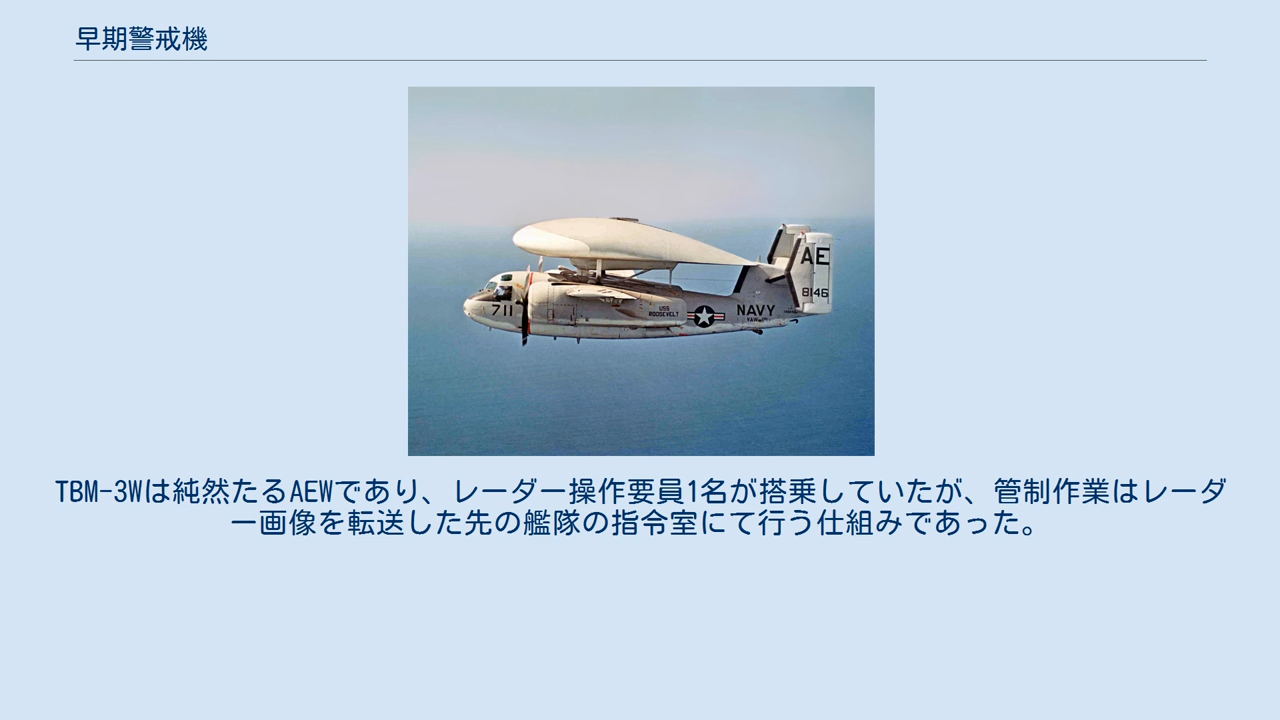 早期警戒機
AE
8146
711
USS
ROOSEVELT
NAVY
TBM-3Wは純然たるAEWであり、レーダー操作要員1名が搭乗していたが、管制作業はレーダ
ー画像を転送した先の艦隊の指令室にて行う仕組みであった。